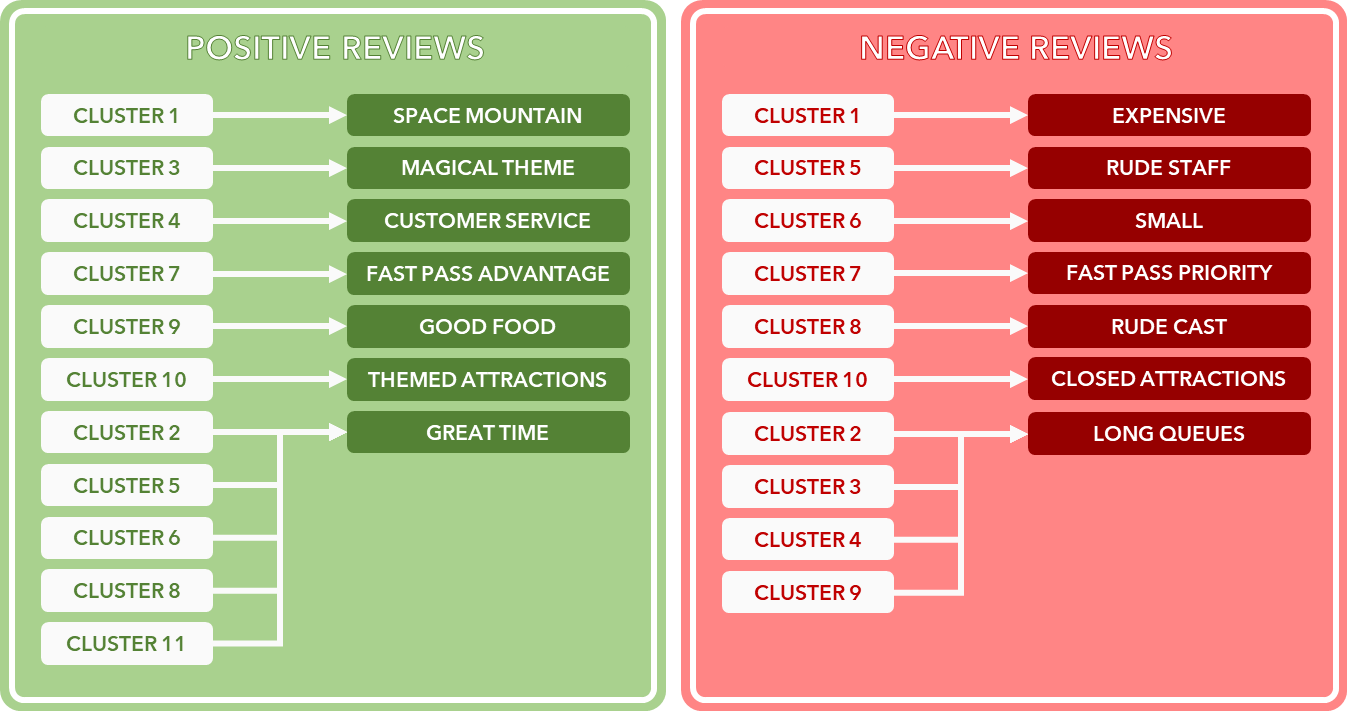 POSITIVE REVIEWS
CLUSTER 1
SPACE MOUNTAIN
CLUSTER 3
MAGICAL THEME
CLUSTER 4
CUSTOMER SERVICE
CLUSTER 7
FAST PASS ADVANTAGE
CLUSTER 9
GOOD FOOD
CLUSTER 10
THEMED ATTRACTIONS
CLUSTER 2
GREAT TIME
CLUSTER 5
CLUSTER 6
CLUSTER 8
CLUSTER 11
NEGATIVE REVIEWS
CLUSTER 1
EXPENSIVE
CLUSTER 5
RUDE STAFF
CLUSTER 6
SMALL
CLUSTER 7
FAST PASS PRIORITY
CLUSTER 8
RUDE CAST
CLUSTER 10
CLOSED ATTRACTIONS
CLUSTER 2
LONG QUEUES
CLUSTER 3
CLUSTER 4
CLUSTER 9